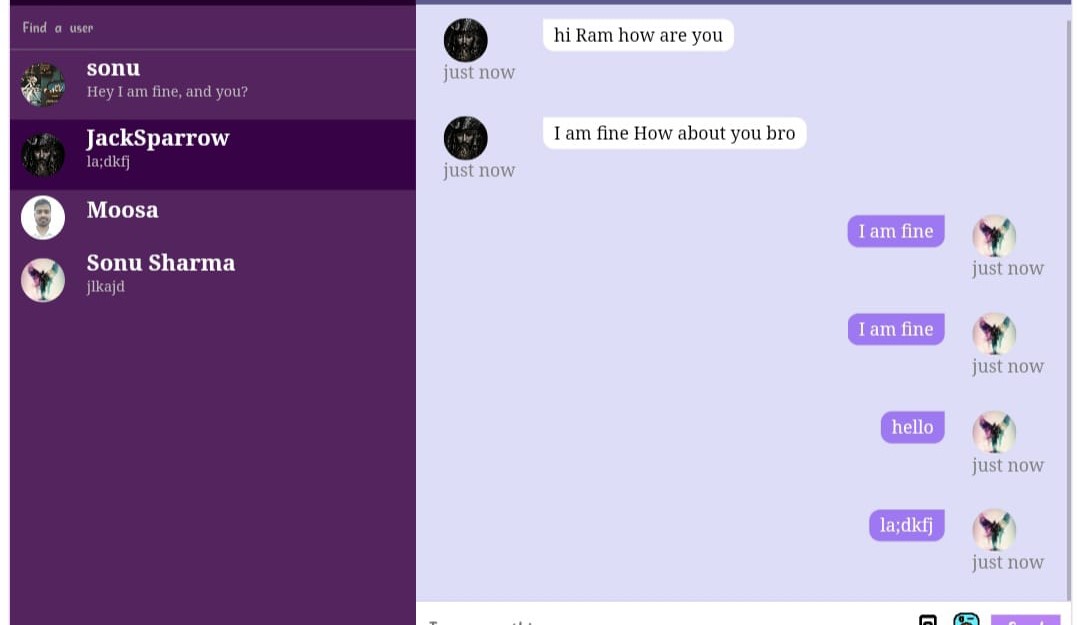 Find a user
sonu
Hey I am fine, and you?
JackSparrow
la;dkfj
Moosa
Sonu Sharma
jlkajd
hi Ram how are you
just now
I am fine How about you bro
just now
I am fine
just now
I am fine
just now
hello
just now
la;dkfj
just now